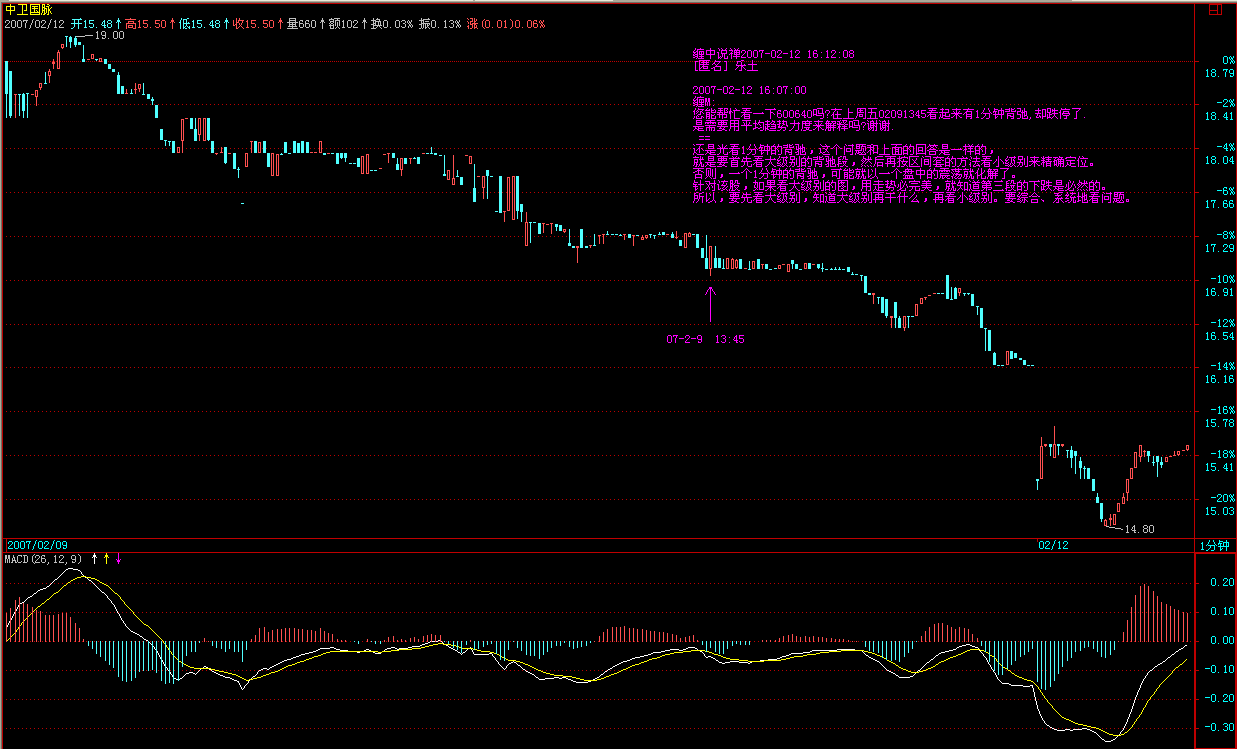 中卫国脉
2007/02/12 开15.48↑高15.50↑低15.48↑收15.50↑量660↑额102↑换0.03% 振0.13% 涨(0.01)0.06%
19.00
缠中说禅2007-02-12 16:12:08
[匿名] 乐土
2007-02-12 16:07:00
缠M.
您能帮忙看一下600640吗?在上周五02091345看起来有1分钟背驰,却跌停了.
是需要用平均趋势力度来解释吗?谢谢.
==
还是光看1分钟的背驰，这个问题和上面的回答是一样的，
就是要首先看大级别的背驰段，然后再按区间套的方法看小级别来精确定位。
否则，一个1分钟的背驰，可能就以一个盘中的震荡就化解了。
针对该股，如果看大级别的图，用走势必完美，就知道第三段的下跌是必然的。
所以，要先看大级别，知道大级别再干什么，再看小级别。要综合、系统地看问题。
07-2-9 13:45
14.80
0%
18.79
-2%
18.41
-4%
18.04
-6%
17.66
-8%
17.29
-10%
16.91
-12%
16.54
-14%
16.16
-16%
15.78
-18%
15.41
-20%
15.03
2007/02/09
02/12
1分钟
MACD(26,12,9) ↑ ↑ ↓
0.20
0.10
0.00
-0.10
-0.20
-0.30